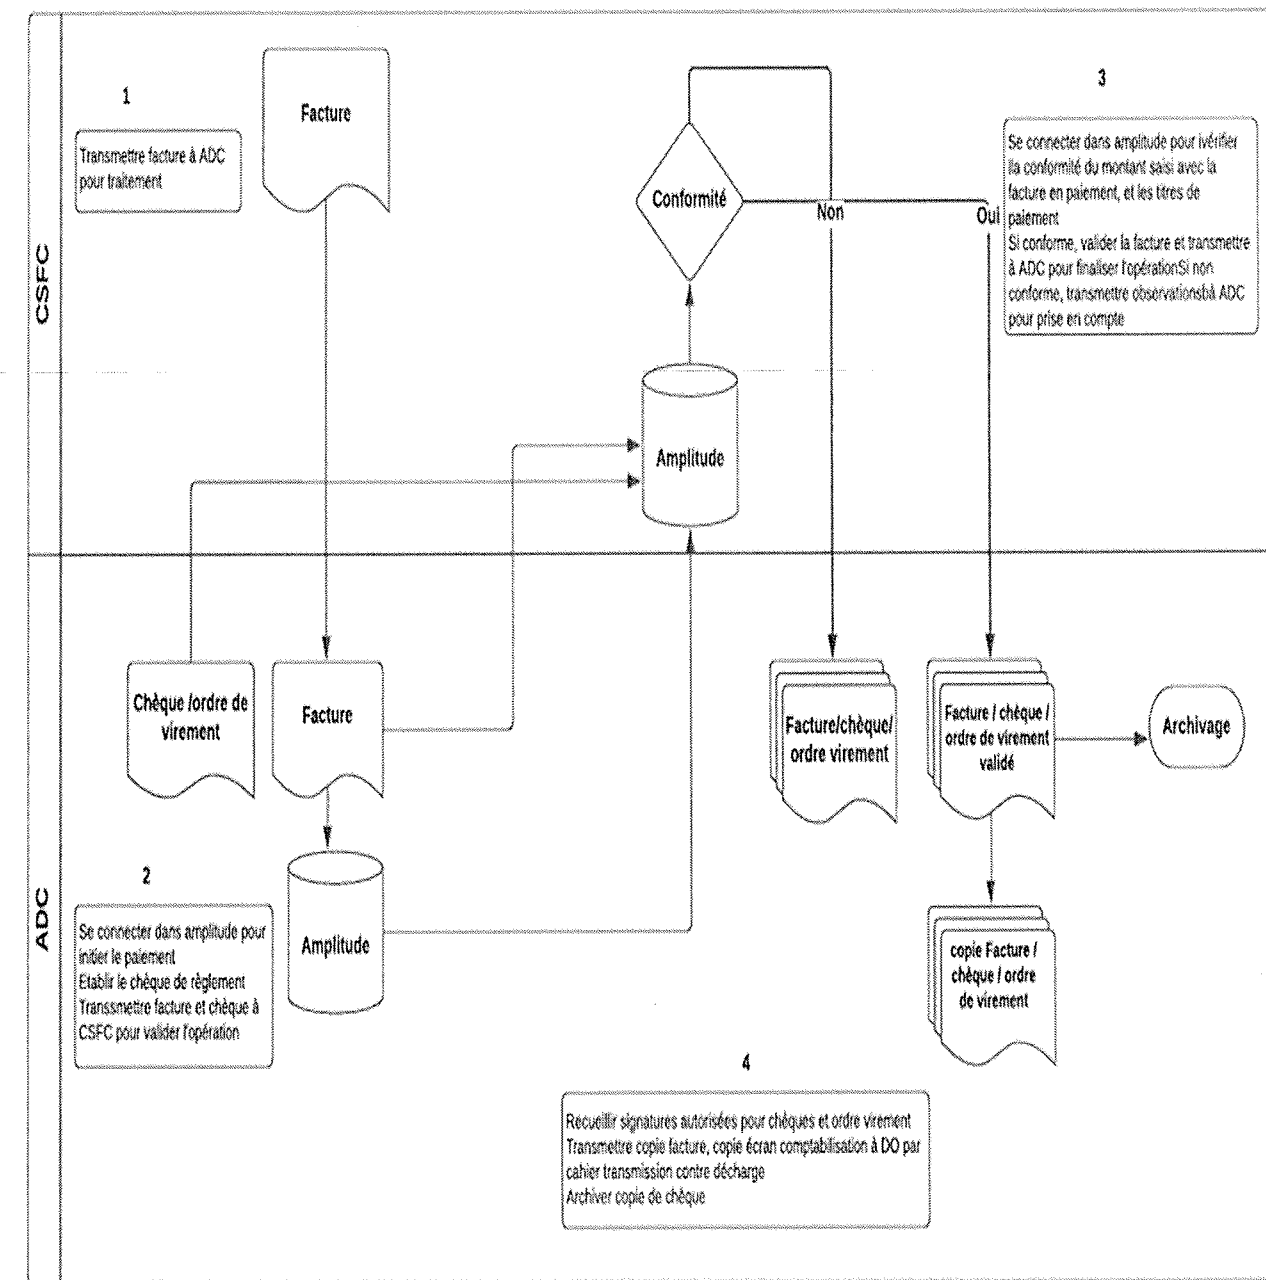 CSFC
1
Transmettre facture à ADC
pour traitement
Facture
Conformité
Non
Oui
3
Se connecter dans amplitude pour ivérifier
lla conformité du montant saisi avec la
facture en paiement, et les titres de
paiement
Si conforme, valider la facture et transmettre
à ADC pour finaliser l'opérationSi non
conforme, transmettre observationsbà ADC
pour prise en compte
Amplitude
ADC
Chèque /ordre de
virement
Facture
Facture/chèque/
ordre virement
Facture / chèque /
ordre de virement
validé
Archivage
2
Se connecter dans amplitude pour
initier le paiement
Etablir le chèque de règlement
Transsmettre facture et chèque à
CSFC pour valider l'opération
Amplitude
copie Facture /
chèque / ordre
de virement
4
Recueillir signatures autorisées pour chèques et ordre virement
Transmettre copie facture, copie écran comptabilisation à DO par
cahier transmission contre décharge
Archiver copie de chèque